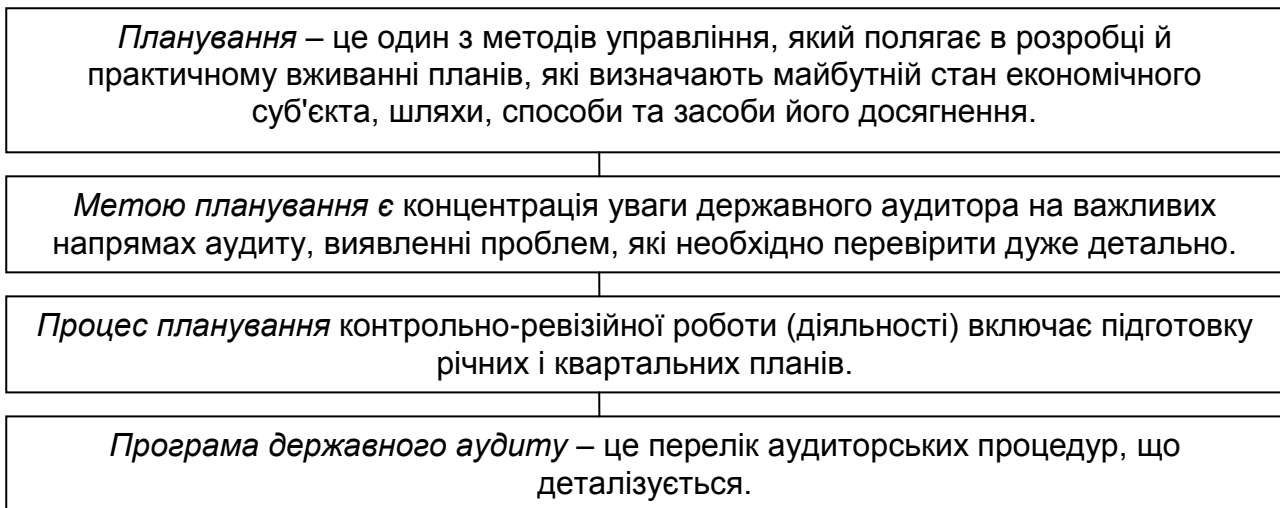 Планування – це один з методів управління, який полягає в розробці й
практичному вживанні планів, які визначають майбутній стан економічного
суб'єкта, шляхи, способи та засоби його досягнення.
Метою планування є концентрація уваги державного аудитора на важливих
напрямах аудиту, виявленні проблем, які необхідно перевірити дуже детально.
Процес планування контрольно-ревізійної роботи (діяльності) включає підготовку
річних і квартальних планів.
Програма державного аудиту – це перелік аудиторських процедур, що
деталізується.